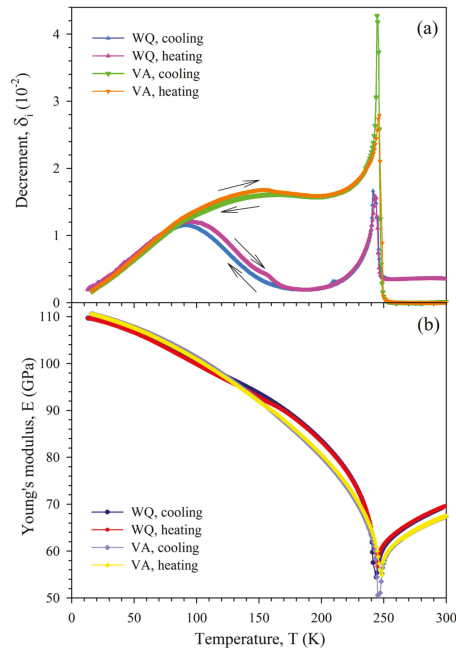 (a)
WQ, cooling
WQ, heating
VA, cooling
VA, heating
Decrement, δi (10-2)
4
3
2
1
0
(b)
110
100
90
80
70
60
50
Young's modulus, E (GPa)
WQ, cooling
WQ, heating
VA, cooling
VA, heating
0 50 100 150 200 250 300
Temperature, T (K)